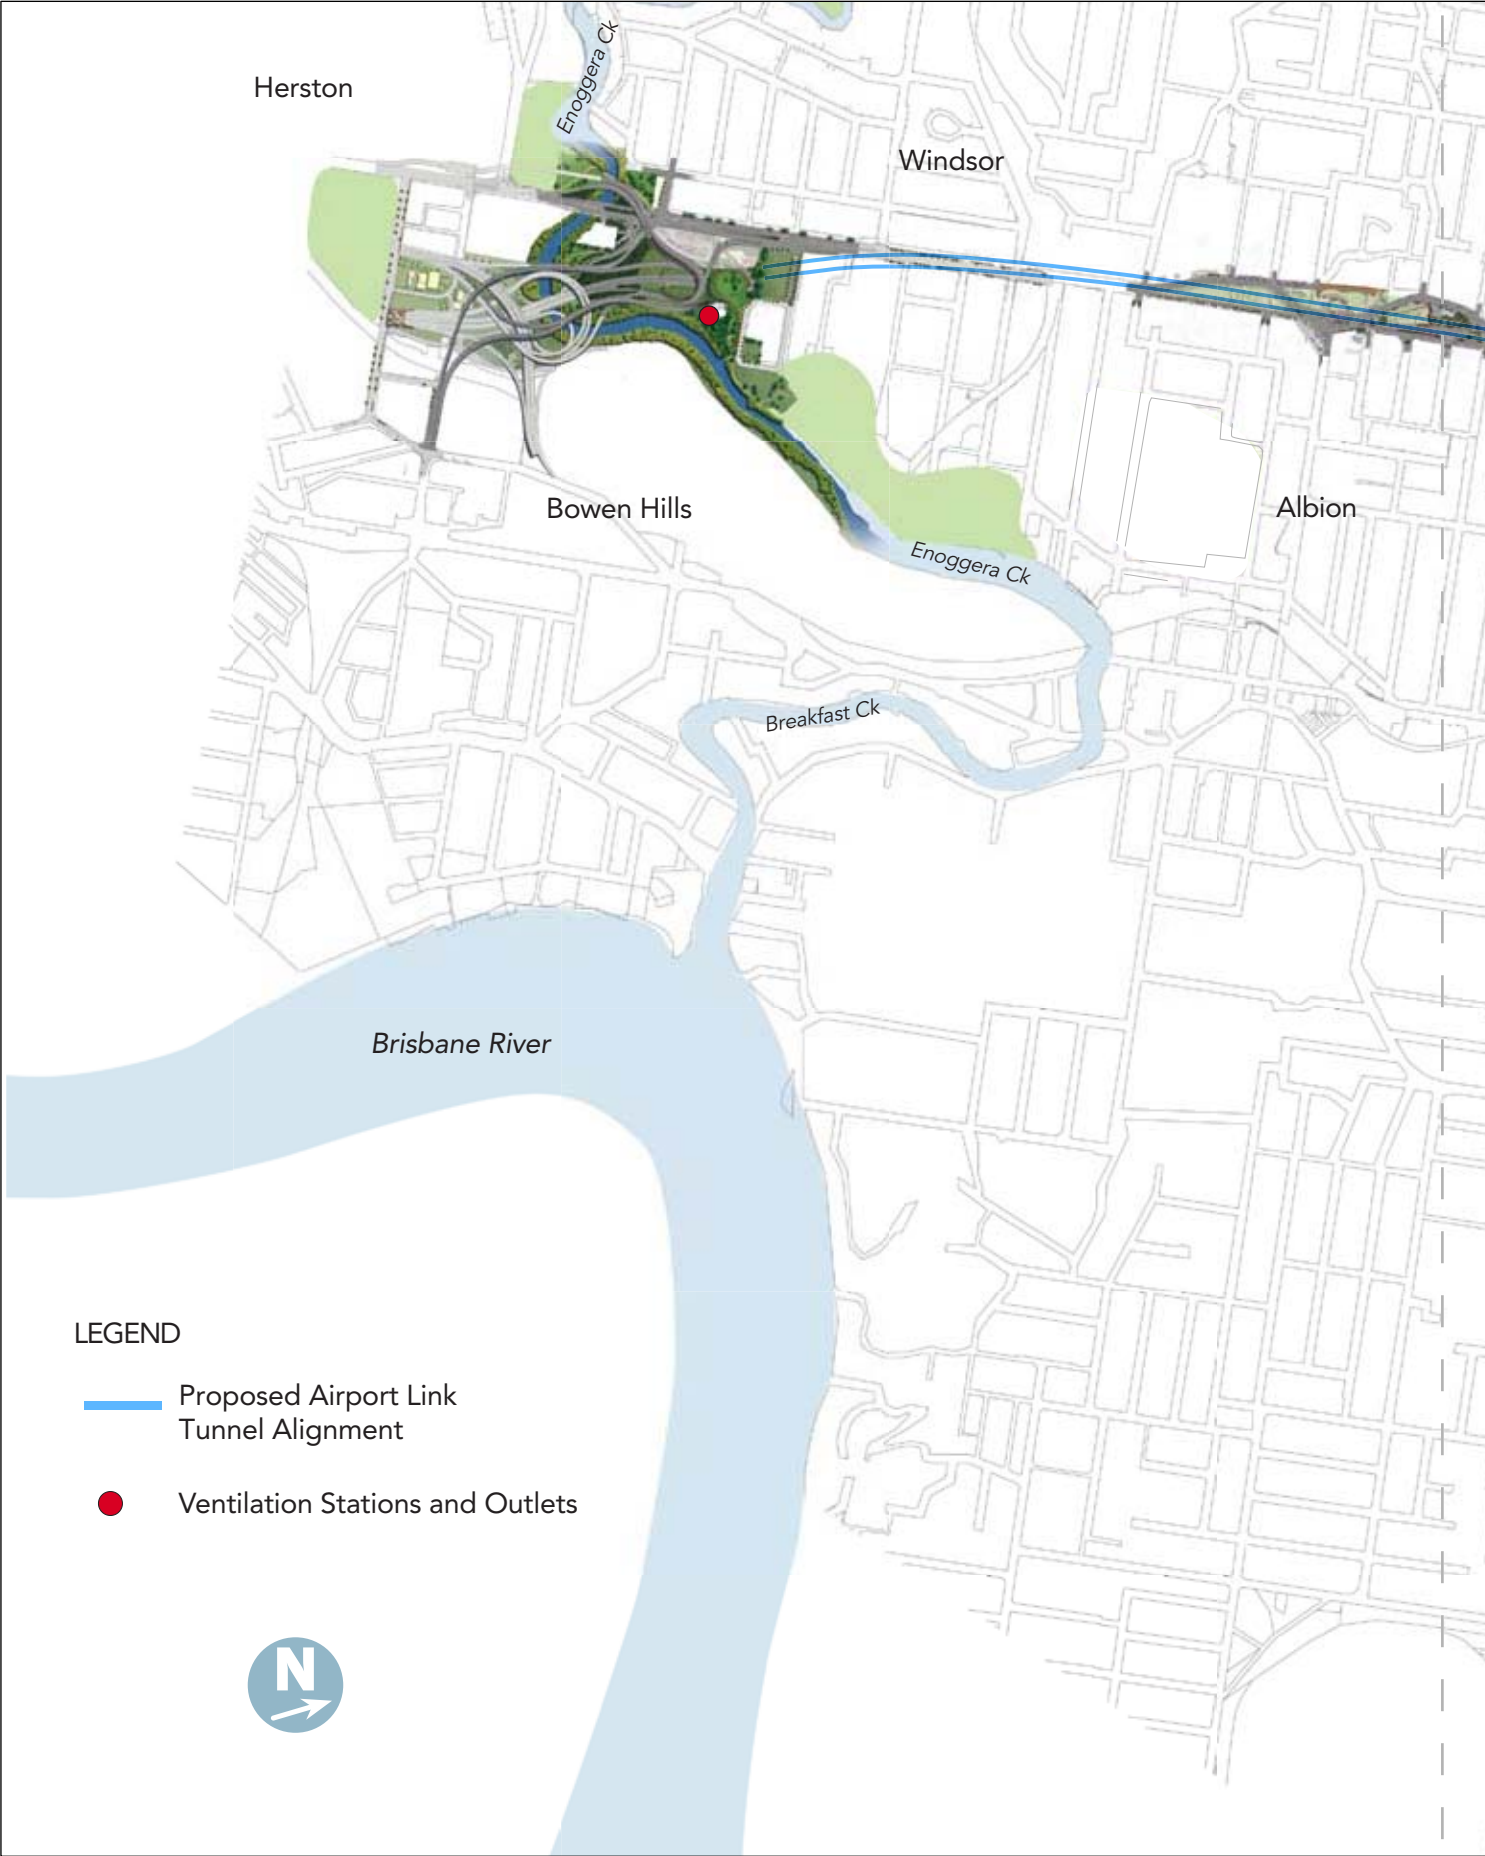 Enoggera Ck
Herston
Windsor
Bowen Hills
Albion
Enoggera Ck
Breakfast Ck
Brisbane River
LEGEND
Proposed Airport Link
Tunnel Alignment
Ventilation Stations and Outlets
N